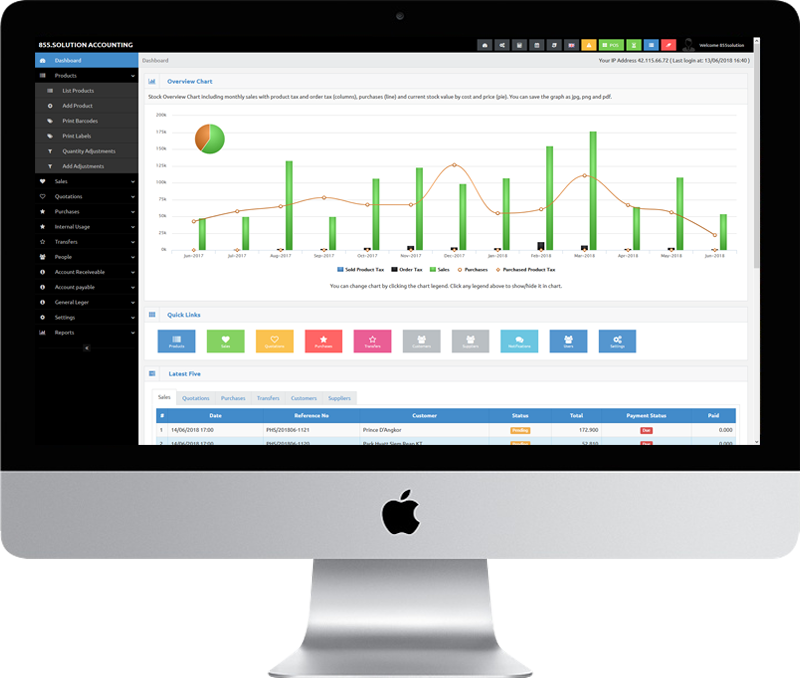 855.SOLUTION ACCOUNTING
POS
Welcome 855solution
Dashboard
Dashboard
Your IP Address 42.115.66.72 ( Last login at: 13/06/2018 16:40 )
Products
List Products
Add Product
Print Barcodes
Print Labels
Quantity Adjustments
Add Adjustments
Sales
Quotations
Purchases
Internal Usage
Transfers
People
Account Receiveable
Account payable
General Leger
Settings
Reports
Overview Chart
Stock Overview Chart including monthly sales with product tax and order tax (columns), purchases (line) and current stock value by cost and price (pie). You can save the graph as jpg, png and pdf.
200k
175k
150k
125k
100k
75k
50k
25k
0k
Jun-2017 Jul-2017 Aug-2017 Sep-2017 Oct-2017 Nov-2017 Dec-2017 Jan-2018 Feb-2018 Mar-2018 Apr-2018 May-2018 Jun-2018
Sold Product Tax Order Tax Sales Purchases Purchased Product Tax
You can change chart by clicking the chart legend. Click any legend above to show/hide it in chart.
Quick Links
Products Sales Quotations Purchases Transfers Customers Suppliers Notifications Users Settings
Latest Five
Sales Quotations Purchases Transfers Customers Suppliers
# Date Reference No Customer Status Total Payment Status Paid
1 14/06/2018 17:00 PHS/201806-1121 Prince D'Angkor Pending 172.900 Due 0.000
2 14/06/2018 17:00 PHS/201806-1120 Park Hyatt Siem Reap KT Pending 52.810 Due 0.000